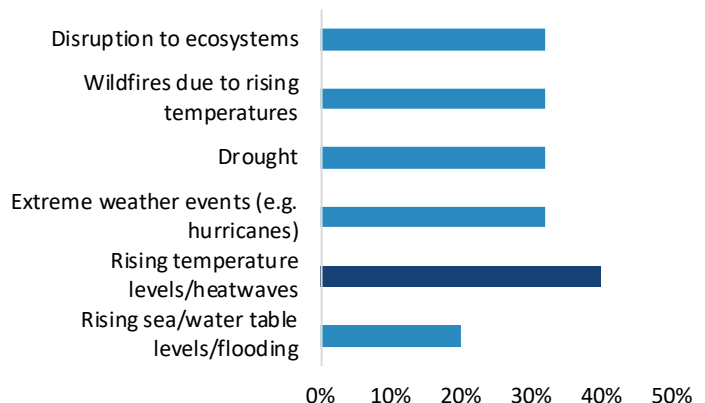 Disruption to ecosystems
Wildfires due to rising
temperatures
Drought
Extreme weather events (e.g.
hurricanes)
Rising temperature
levels/heatwaves
Rising sea/water table
levels/flooding
0% 10% 20% 30% 40% 50%